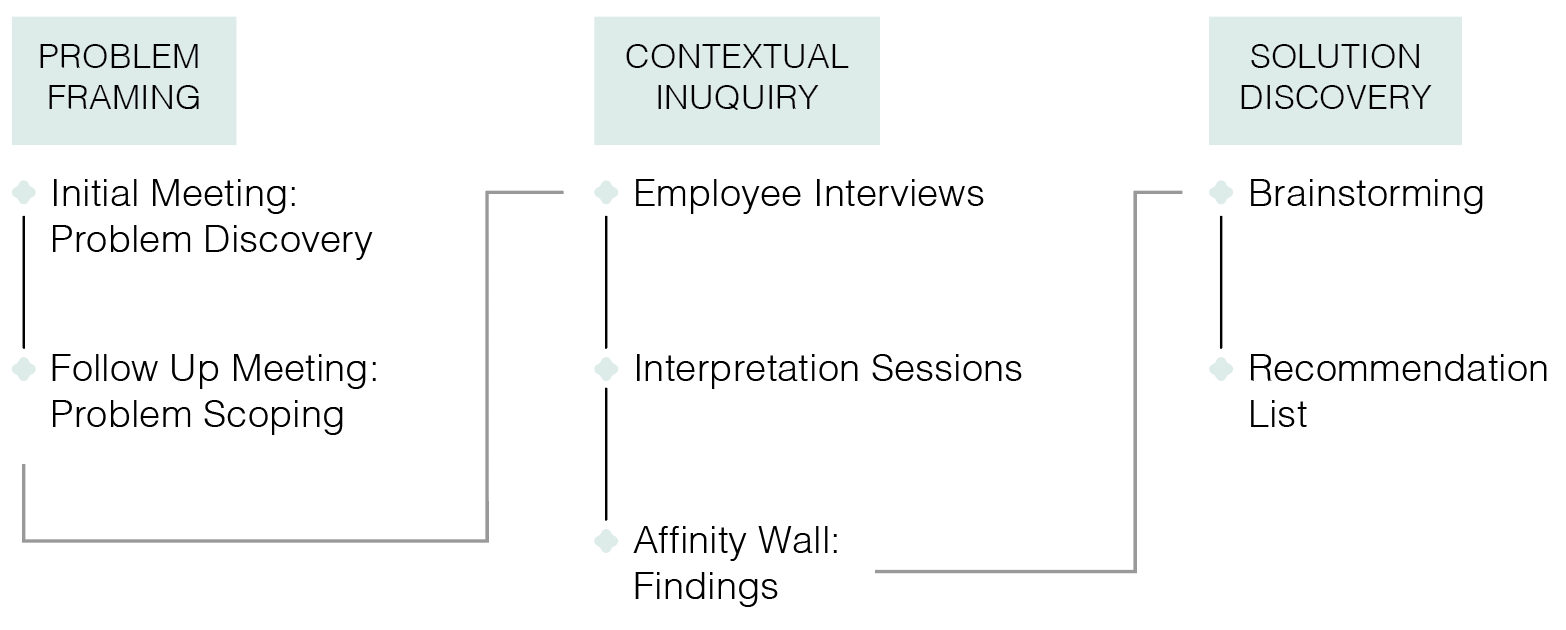 PROBLEM
FRAMING
Initial Meeting:
Problem Discovery
Follow Up Meeting:
Problem Scoping
CONTEXTUAL
INUQUIRY
Employee Interviews
Interpretation Sessions
Affinity Wall:
Findings
SOLUTION
DISCOVERY
Brainstorming
Recommendation
List